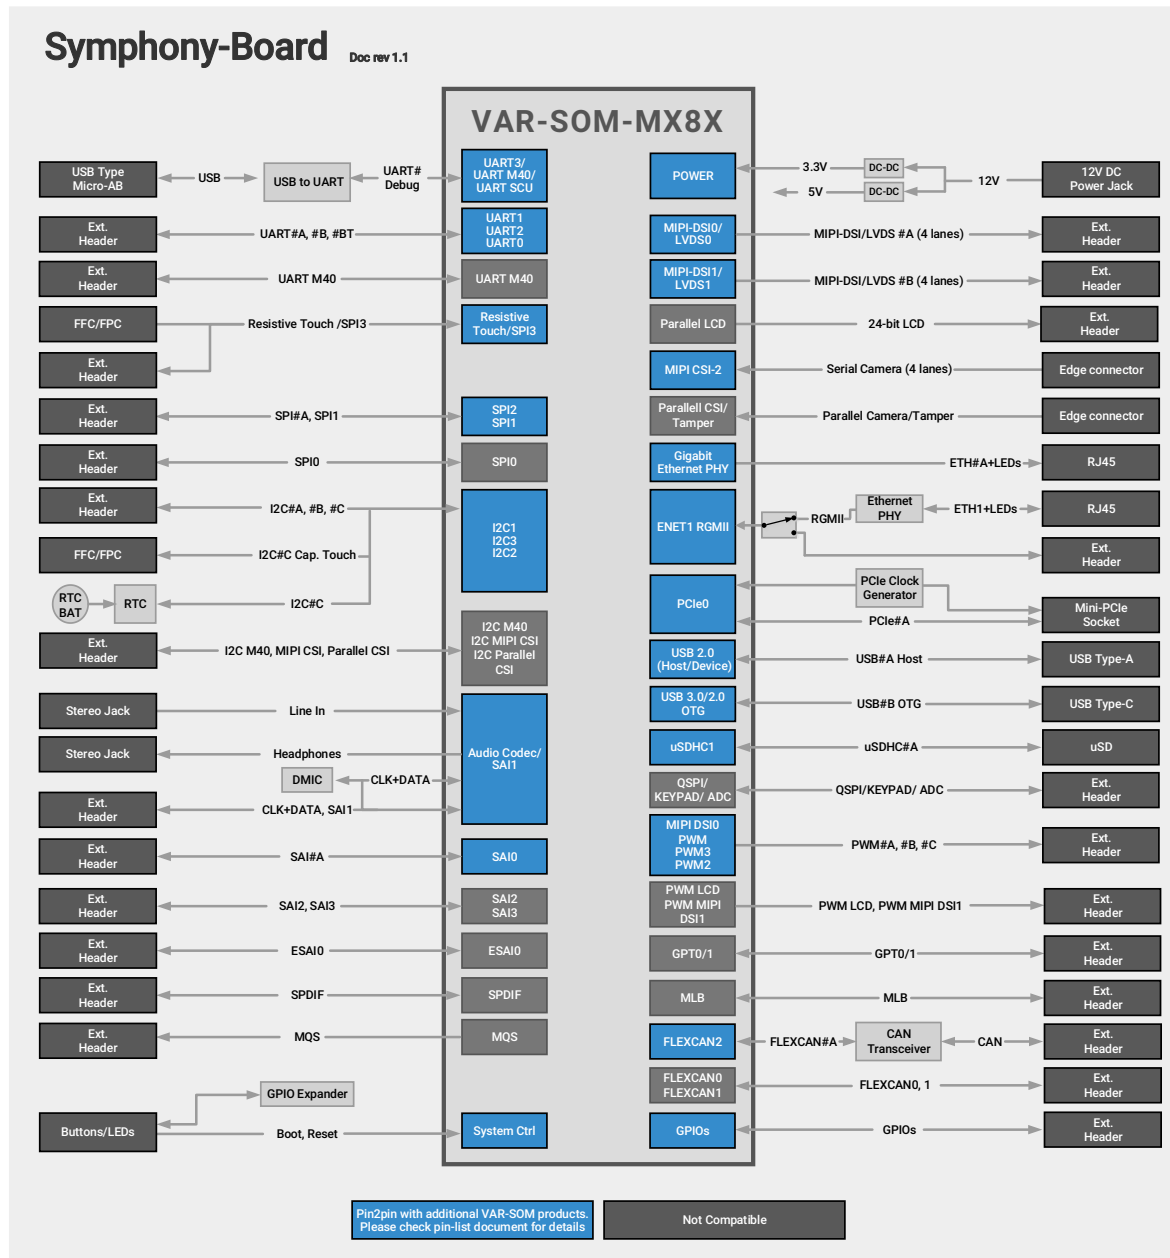 Symphony-Board Doc rev 1.1
VAR-SOM-MX8X
USB Type
Micro-AB
USB
USB to UART
UART#
Debug
UART3/
UART M40/
UART SCU
Ext.
Header
UART#A, #B, #BT
UART1
UART2
UART0
Ext.
Header
UART M40
UART M40
FFC/FPC
Resistive Touch /SPI3
Resistive
Touch/SPI3
Ext.
Header
Ext.
Header
SPI#A, SPI1
SPI2
SPI1
Ext.
Header
SPI0
SPI0
Ext.
Header
I2C#A, #B, #C
I2C1
I2C3
I2C2
FFC/FPC
I2C#C Cap. Touch
RTC
BAT
RTC
I2C#C
Ext.
Header
I2C M40, MIPI CSI, Parallel CSI
I2C M40
I2C MIPI CSI
I2C Parallel
CSI
Stereo Jack
Line In
Stereo Jack
Headphones
Audio Codec/
SAI1
DMIC
CLK+DATA
Ext.
Header
CLK+DATA, SAI1
Ext.
Header
SAI#A
SAI0
Ext.
Header
SAI2, SAI3
SAI2
SAI3
Ext.
Header
ESAI0
ESAI0
Ext.
Header
SPDIF
SPDIF
Ext.
Header
MQS
MQS
GPIO Expander
Buttons/LEDs
Boot, Reset
System Ctrl
POWER
3.3V
DC-DC
5V
DC-DC
12V
12V DC
Power Jack
MIPI-DSI0/
LVDS0
MIPI-DSI/LVDS #A (4 lanes)
Ext.
Header
MIPI-DSI1/
LVDS1
MIPI-DSI/LVDS #B (4 lanes)
Ext.
Header
Parallel LCD
24-bit LCD
Ext.
Header
MIPI CSI-2
Serial Camera (4 lanes)
Edge connector
Parallell CSI/
Tamper
Parallel Camera/Tamper
Edge connector
Gigabit
Ethernet PHY
ETH#A+LEDs
RJ45
ENET1 RGMII
RGMII
Ethernet
PHY
ETH1+LEDs
RJ45
Ext.
Header
PCIe0
PCIe Clock
Generator
PCIe#A
Mini-PCIe
Socket
USB 2.0
(Host/Device)
USB#A Host
USB Type-A
USB 3.0/2.0
OTG
USB#B OTG
USB Type-C
uSDHC1
uSDHC#A
uSD
QSPI/
KEYPAD/ ADC
QSPI/KEYPAD/ ADC
Ext.
Header
MIPI DSI0
PWM
PWM3
PWM2
PWM#A, #B, #C
Ext.
Header
PWM LCD
PWM MIPI
DSI1
PWM LCD, PWM MIPI DSI1
Ext.
Header
GPT0/1
GPT0/1
Ext.
Header
MLB
MLB
Ext.
Header
FLEXCAN2
FLEXCAN#A
CAN
Transceiver
CAN
Ext.
Header
FLEXCAN0
FLEXCAN1
FLEXCAN0, 1
Ext.
Header
GPIOs
GPIOs
Ext.
Header
Pin2pin with additional VAR-SOM products.
Please check pin-list document for details
Not Compatible